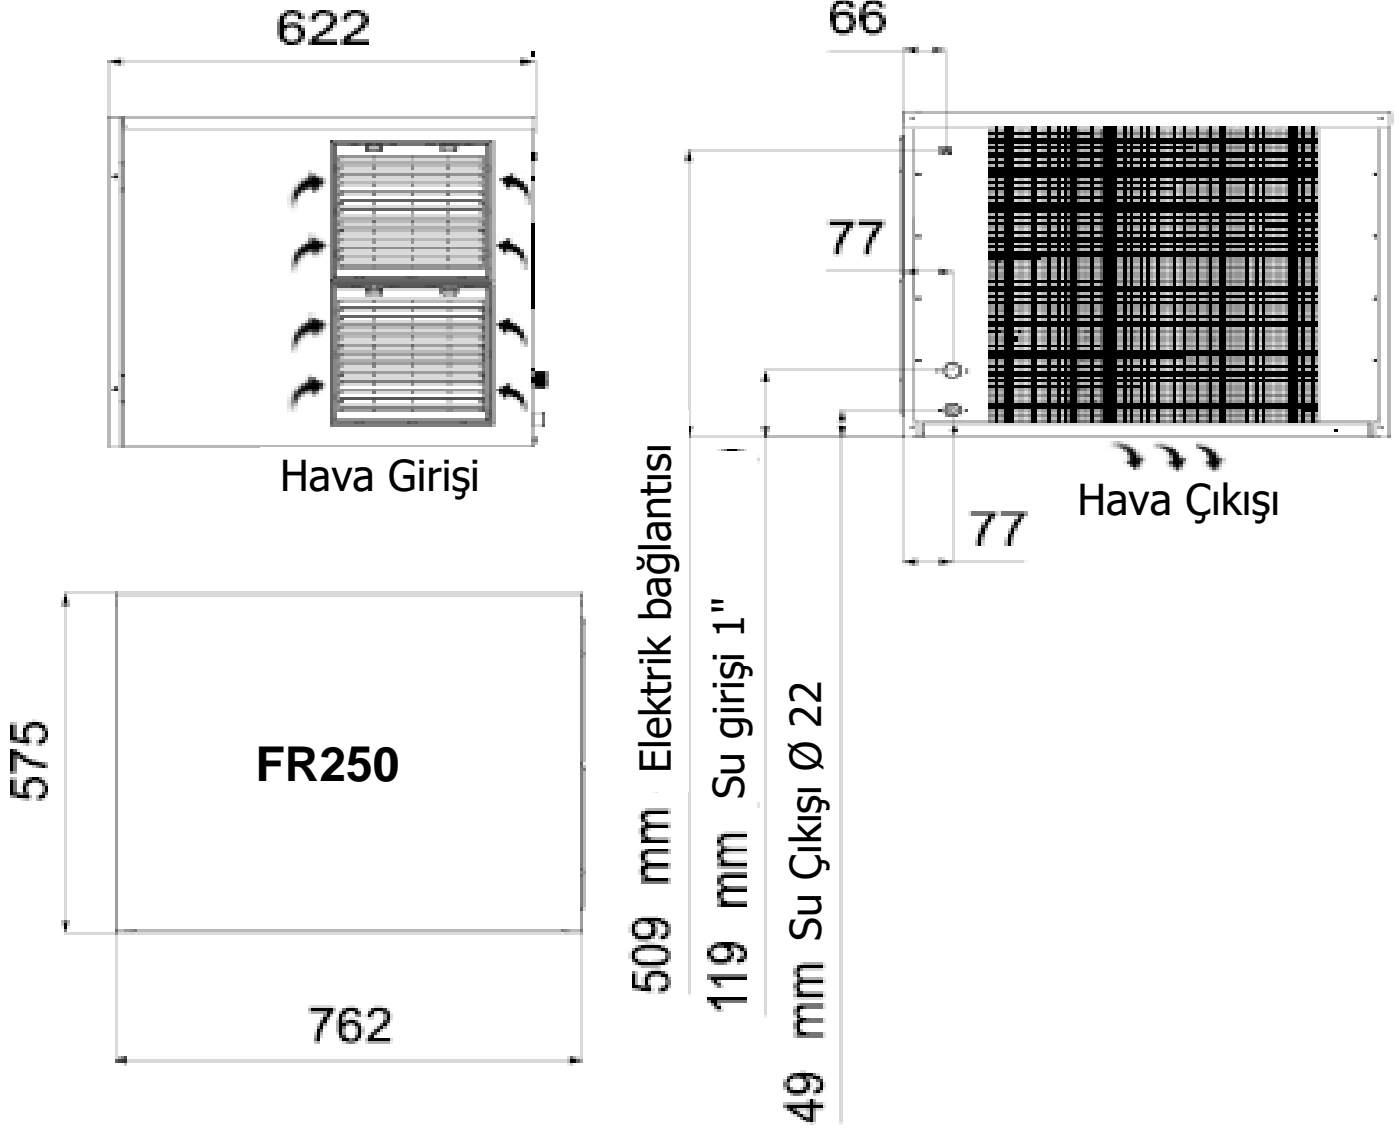 622
66
77
Hava Girişi
Hava Çıkışı
77
575
FR250
762
509 mm Elektrik bağlantısı
119 mm Su girişi 1"
49 mm Su Çıkışı Ø 22